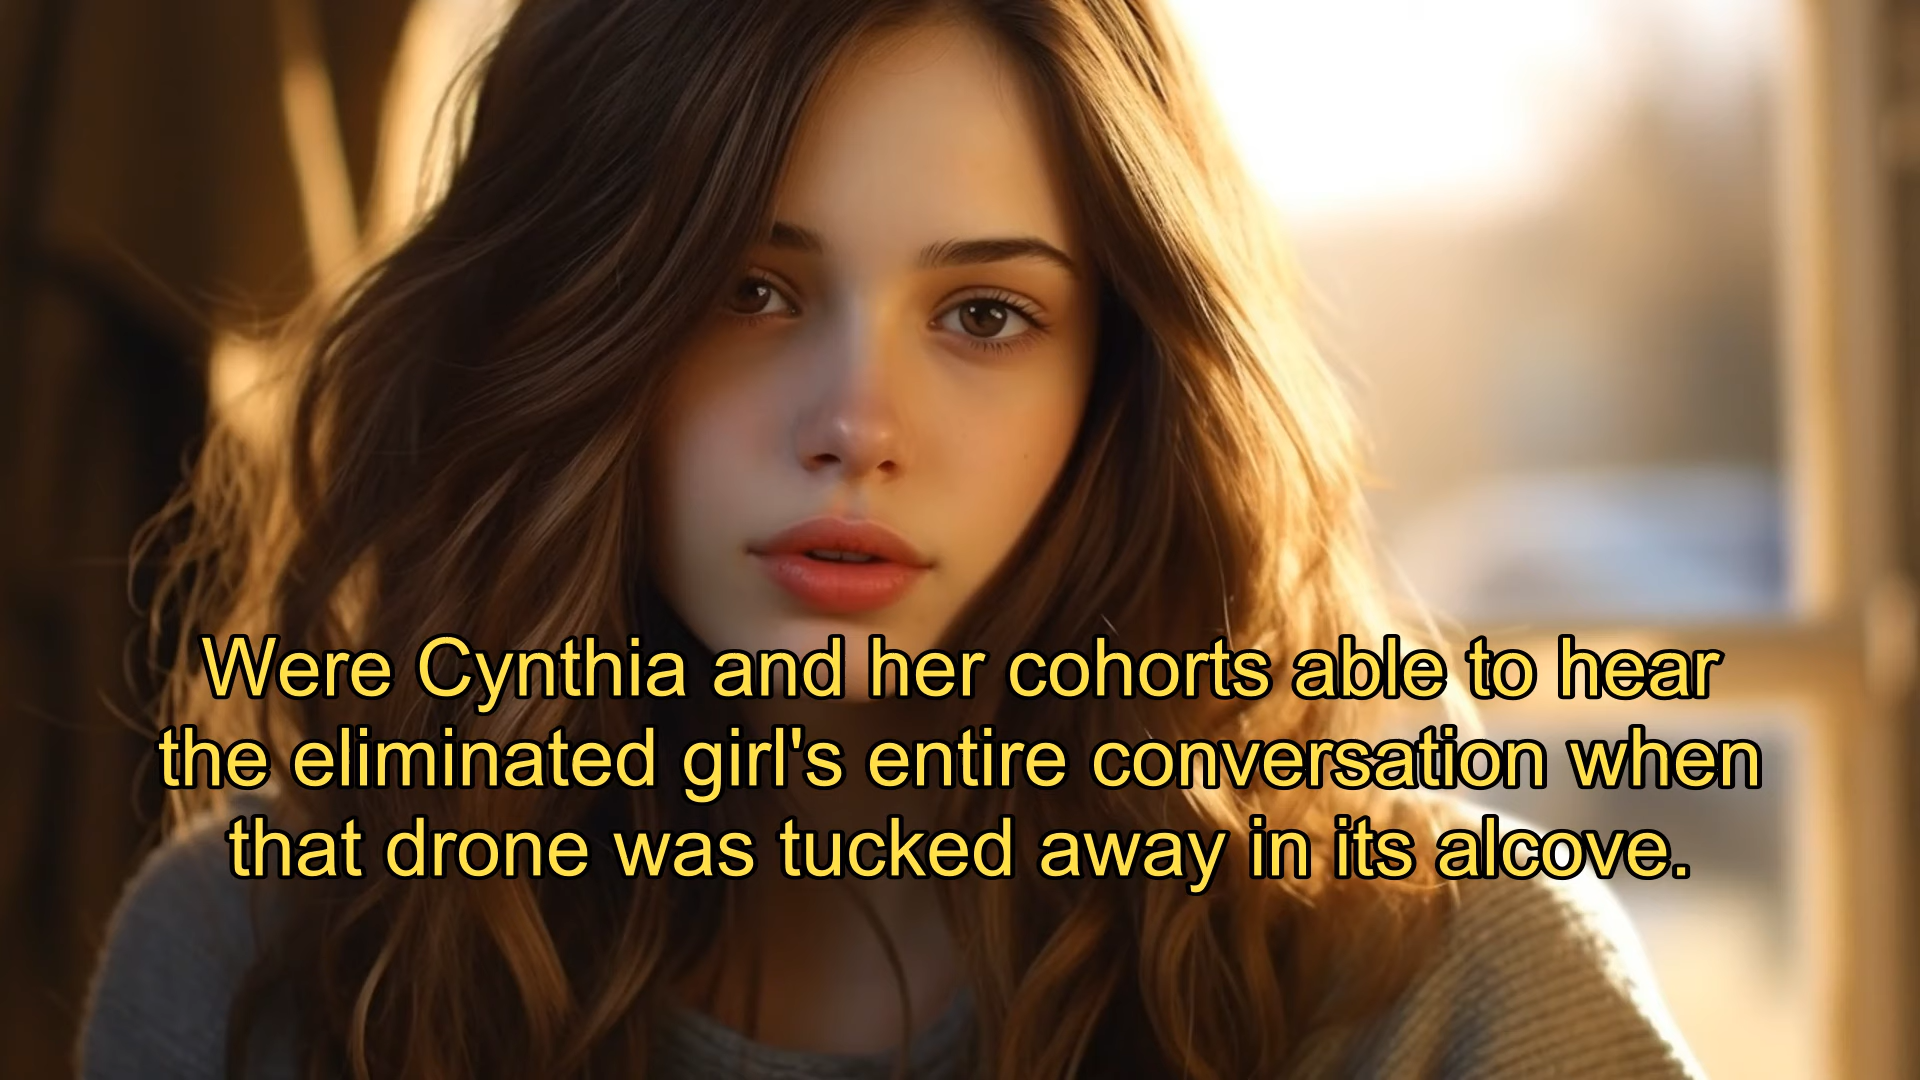 Were Cynthia and her cohorts able to hear
the eliminated girl's entire conversation when
that drone was tucked away in its alcove.